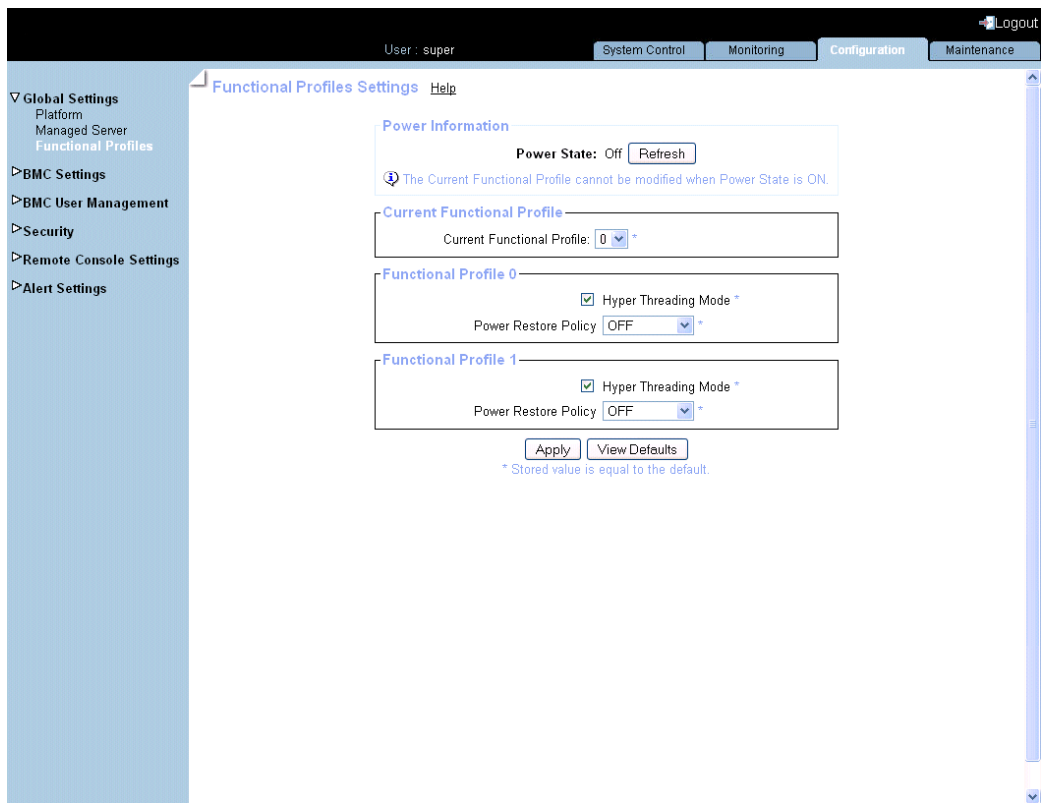 Logout
User : super
System Control
Monitoring
Configuration
Maintenance
Global Settings
Platform
Managed Server
Functional Profiles
BMC Settings
BMC User Management
Security
Remote Console Settings
Alert Settings
Functional Profiles Settings Help
Power Information
Power State: Off Refresh
The Current Functional Profile cannot be modified when Power State is ON.
Current Functional Profile
Current Functional Profile: 0 *
Functional Profile 0
Hyper Threading Mode *
Power Restore Policy OFF *
Functional Profile 1
Hyper Threading Mode *
Power Restore Policy OFF *
Apply View Defaults
* Stored value is equal to the default.